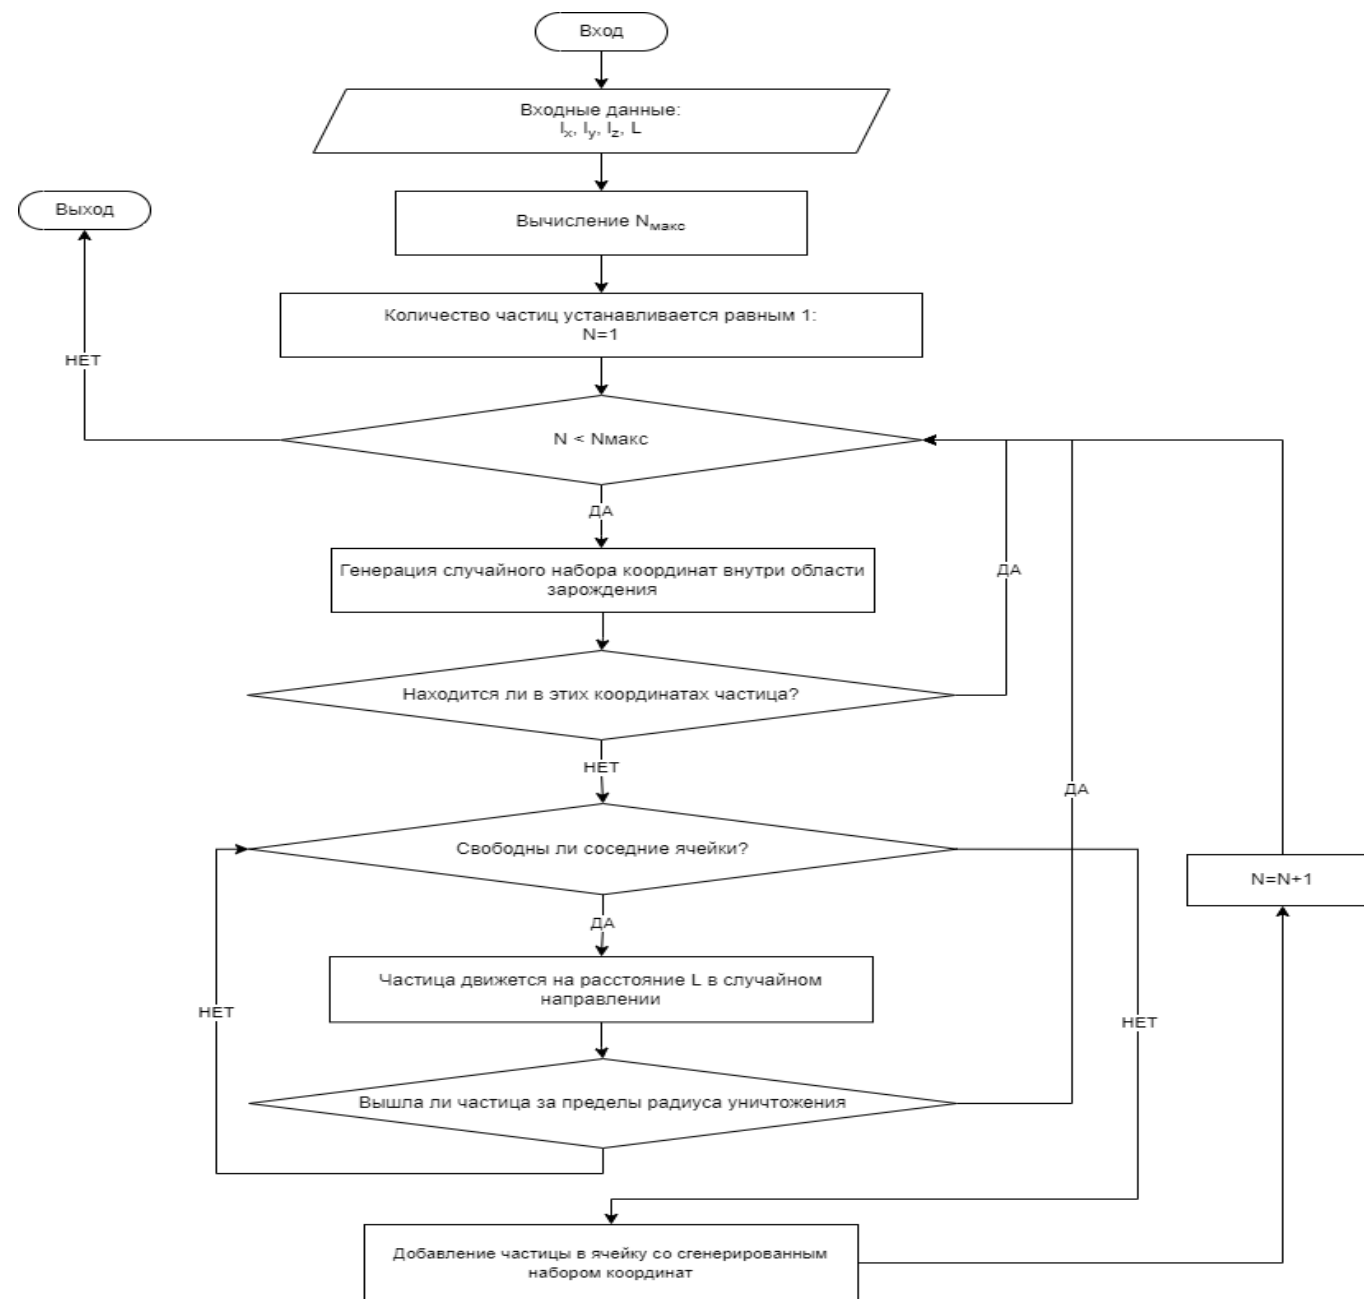 Вход
Входные данные:
lₓ, l_y, l_z, L
Выход
Вычисление Nмакс
Количество частиц устанавливается равным 1:
N=1
НЕТ
N < Nмакс
ДА
Генерация случайного набора координат внутри области
зарождения
ДА
Находится ли в этих координатах частица?
НЕТ
ДА
Свободны ли соседние ячейки?
N=N+1
ДА
Частица движется на расстояние L в случайном
направлении
НЕТ
НЕТ
Вышла ли частица за пределы радиуса уничтожения
Добавление частицы в ячейку со сгенерированным
набором координат